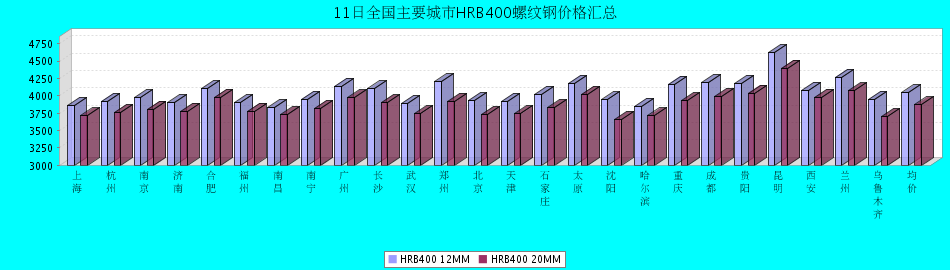 11日全国主要城市HRB400螺纹钢价格汇总
4750
4500
4250
4000
3750
3500
3250
3000
上海
杭州
南京
济南
合肥
福州
南昌
南宁
广州
长沙
武汉
郑州
北京
天津
石家庄
太原
沈阳
哈尔滨
重庆
成都
贵阳
昆明
西安
兰州
乌鲁木齐
均价
HRB400 12MM HRB400 20MM